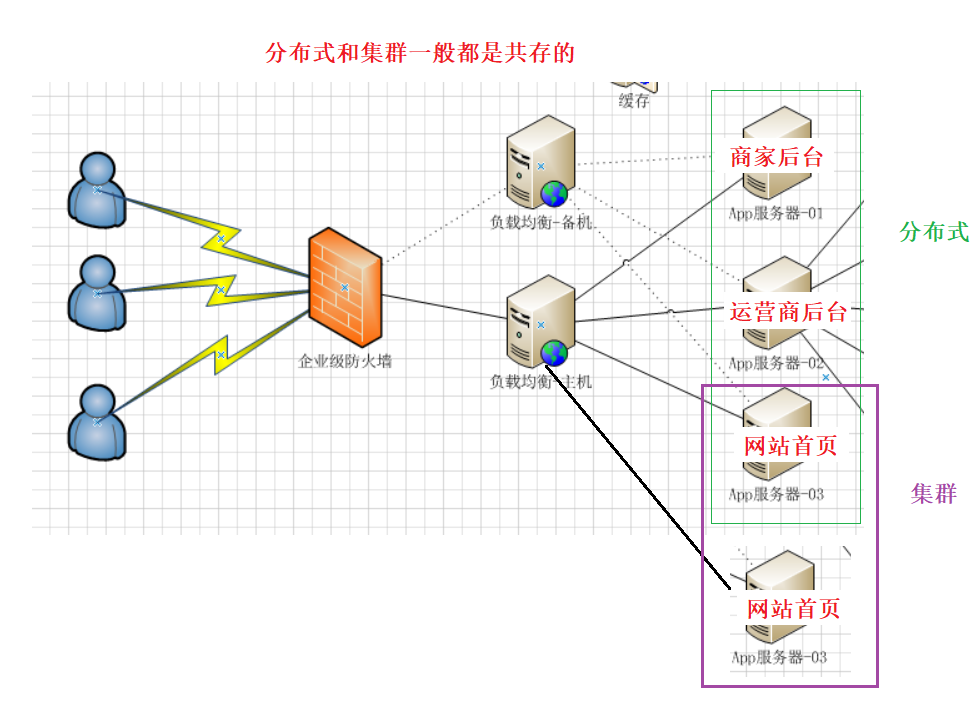 分布式和集群一般都是共存的
缓存
商家后台
App服务器-01
负载均衡-备机
分布式
运营商后台
企业级防火墙
App服务器-02
负载均衡-主机
网站首页
App服务器-03
集群
网站首页
App服务器-03